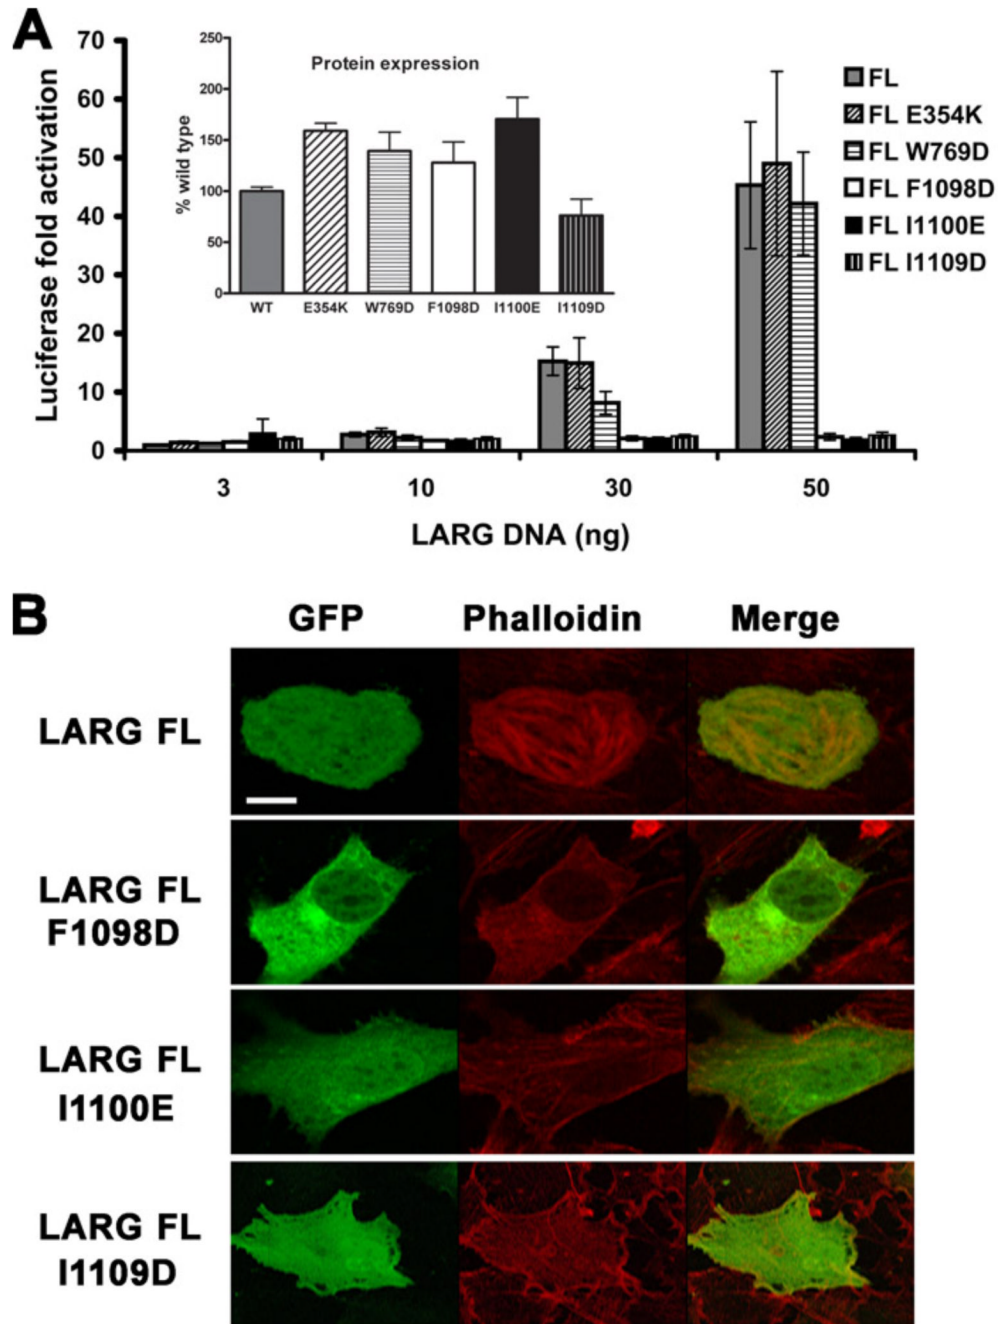 A
Luciferase fold activation
70
60
50
40
30
20
10
0
Protein expression
% wild type
250
200
150
100
50
0
WT E354K W769D F1098D I1100E I1109D
FL
FL E354K
FL W769D
FL F1098D
FL I1100E
FL I1109D
3 10 30 50
LARG DNA (ng)
B
GFP Phalloidin Merge
LARG FL
LARG FL
F1098D
LARG FL
I1100E
LARG FL
I1109D